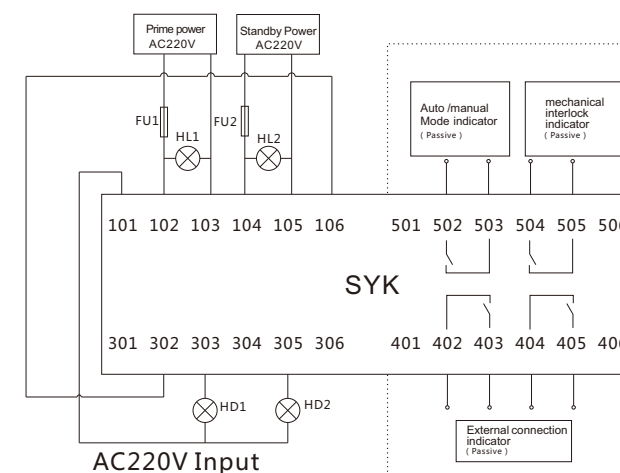 Prime power
AC220V
Standby Power
AC220V
FU1
HL1
FU2
HL2
Auto /manual
Mode indicator
( Passive )
mechanical
interlock
indicator
( Passive )
101 102 103 104 105 106
501 502 503 504 505 506
SYK
301 302 303 304 305 306
401 402 403 404 405 406
HD1
HD2
External connection
indicator
( Passive )
AC220V Input